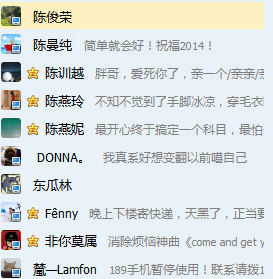 陈俊荣
陈曼纯 简单就会好！祝福2014！
陈训越 胖哥，爱死你了，亲一个/亲亲/亲
陈燕玲 不知不觉到了手脚冰凉，穿毛衣
陈燕妮 最开心终于搞定一个科目，最怕
DONNA。 我真系好想变翻以前噶自己
东瓜林
Fênny 晚上下楼寄快递，天黑了，正当要
非你莫属 消除烦恼神曲《come and get y
—Lamfon 189手机暂停使用！联系请拨1